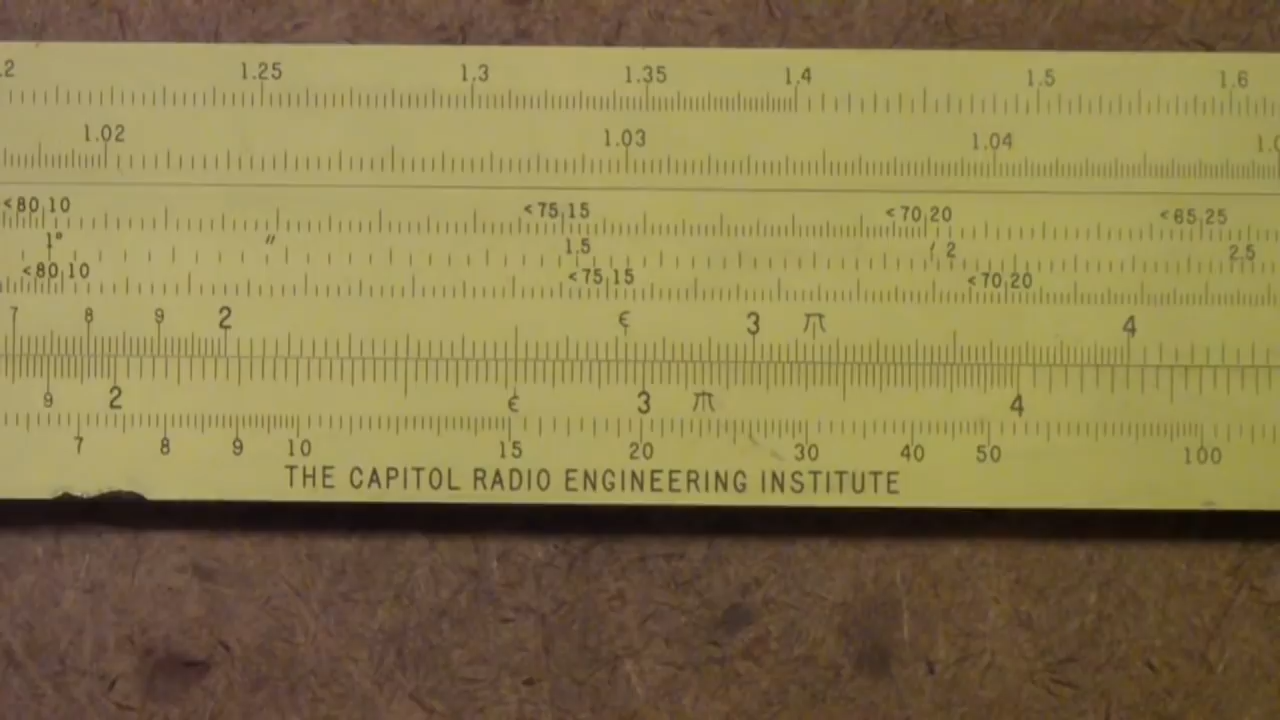 .2 1.25 1.3 1.35 1.4 1.5 1.6
1.02 1.03 1.04 1.0
<80 10 <75 15 <70 20 <65 25
1° ″ 1.5 2 2.5
<80 10 <75 15 <70 20
7 8 9 2 ϵ 3 π 4
9 2 ϵ 3 π 4
7 8 9 10 15 20 30 40 50 100
THE CAPITOL RADIO ENGINEERING INSTITUTE